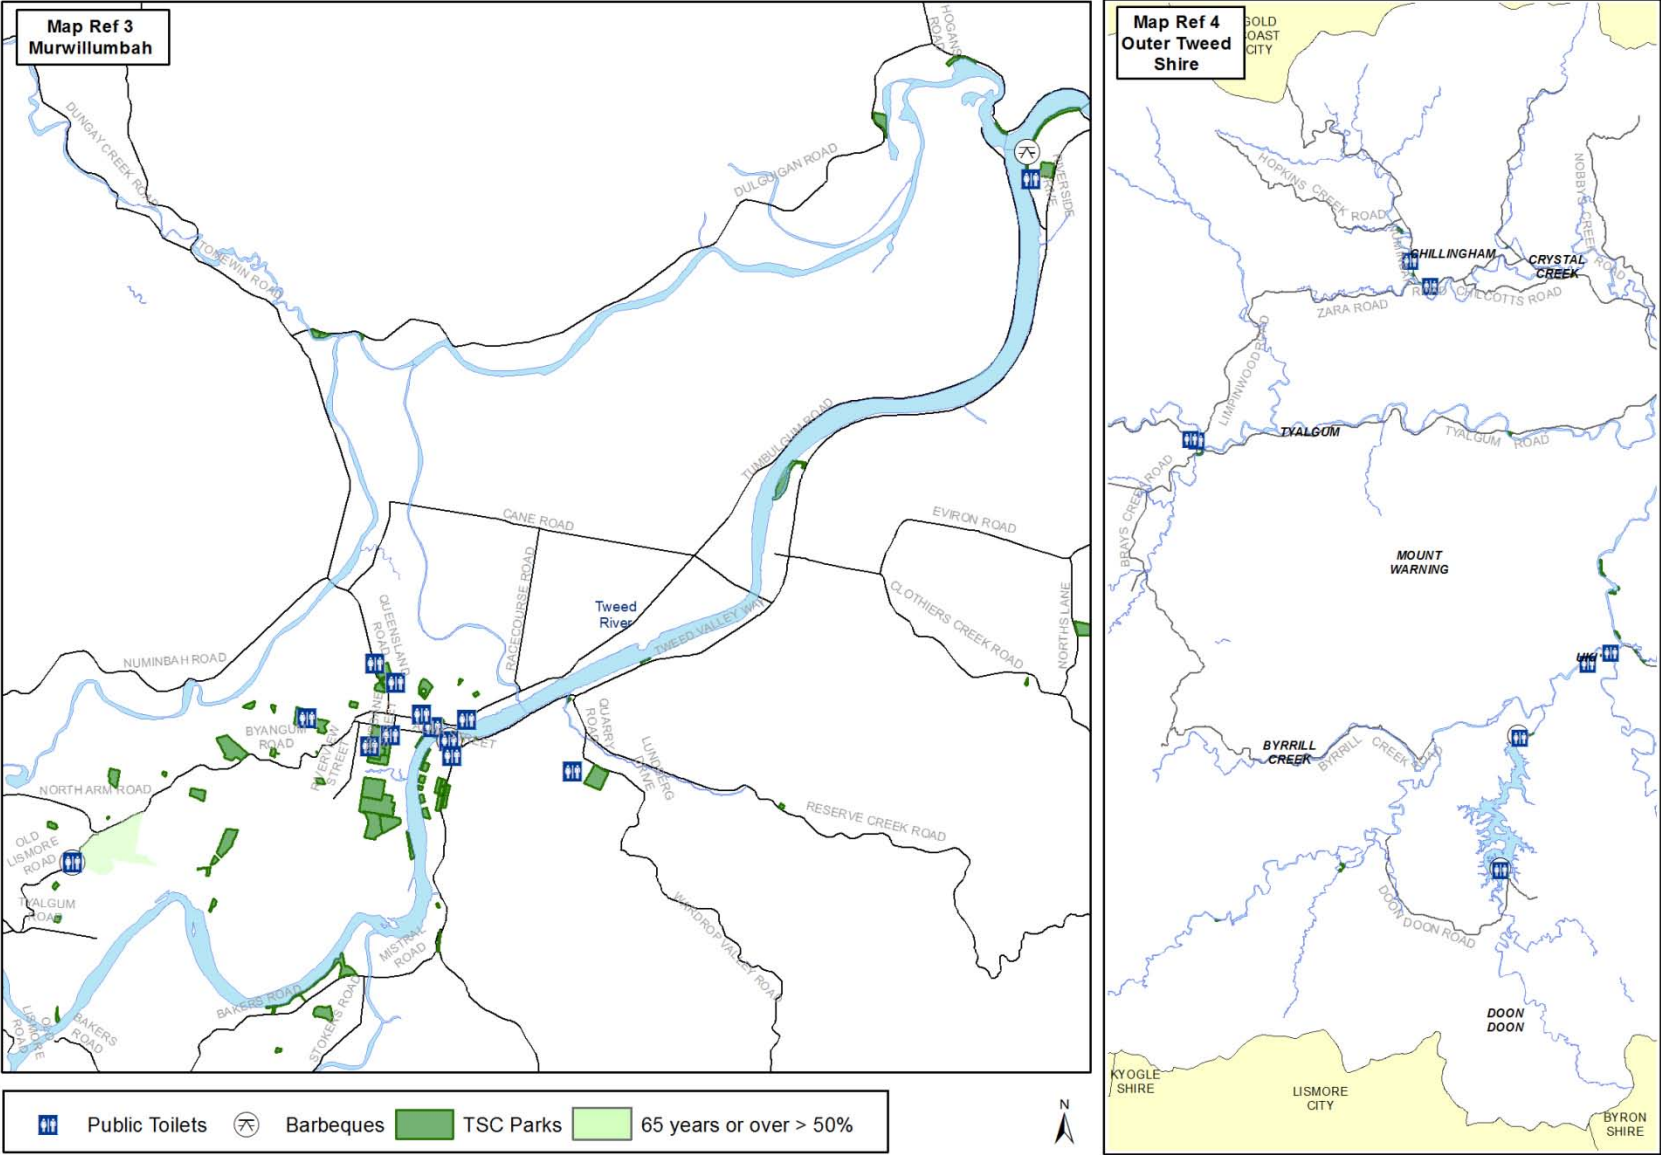 Map Ref 3
Murwillumbah
HOGANS
ROAD
DUNGAY CREEK ROAD
TOMEWIN ROAD
DULGUIGAN ROAD
RIVERSIDE
DRIVE
TUMBULGUM ROAD
CANE ROAD
RACECOURSE ROAD
EVIRON ROAD
CLOTHIERS CREEK ROAD
NORTHS LANE
Tweed
River
TWEED VALLEY WAY
QUEENSLAND
ROAD
NUMINBAH ROAD
BYANGUM
ROAD
RIVERVIEW
STREET
QUARRY
ROAD
LUNDBERG
DRIVE
RESERVE CREEK ROAD
NORTH ARM ROAD
OLD
LISMORE
ROAD
TYALGUM
ROAD
WARDROP VALLEY ROAD
MISTRAL
ROAD
BAKERS ROAD
STOKERS ROAD
BAKERS
ROAD
OLD
LISMORE
ROAD
Public Toilets
Barbeques
TSC Parks
65 years or over > 50%
N
Map Ref 4
Outer Tweed
Shire
GOLD
COAST
CITY
HOPKINS CREEK ROAD
NOBBYS CREEK ROAD
CHILLINGHAM
CRYSTAL
CREEK
ZARA ROAD
CHILCOTTS ROAD
LIMPINWOOD ROAD
TYALGUM
TYALGUM ROAD
BRAYS CREEK ROAD
MOUNT
WARNING
UKI
BYRRILL
CREEK
BYRRILL CREEK ROAD
DOON DOON ROAD
DOON
DOON
KYOGLE
SHIRE
LISMORE
CITY
BYRON
SHIRE